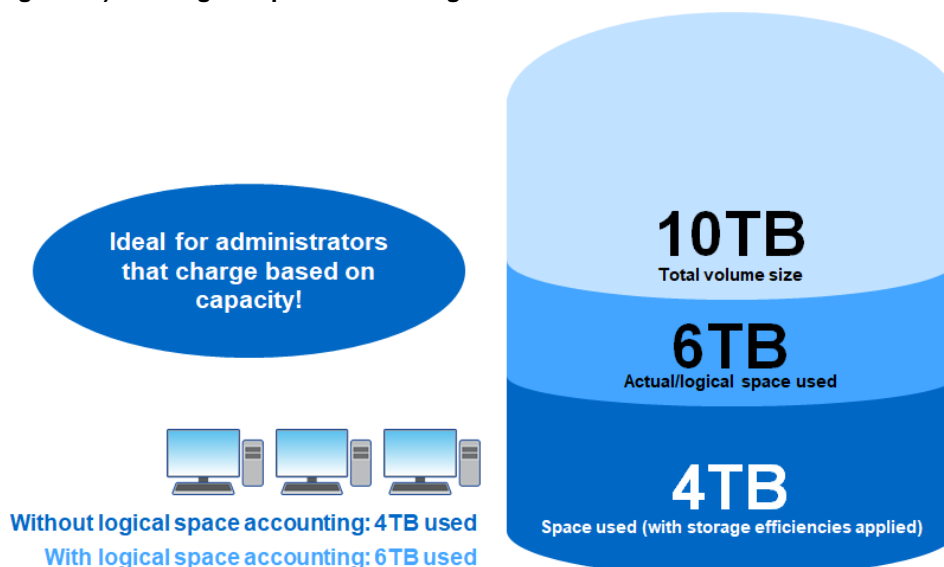 Ideal for administrators
that charge based on
capacity!
10TB
Total volume size
6TB
Actual/logical space used
4TB
Space used (with storage efficiencies applied)
Without logical space accounting: 4TB used
With logical space accounting: 6TB used